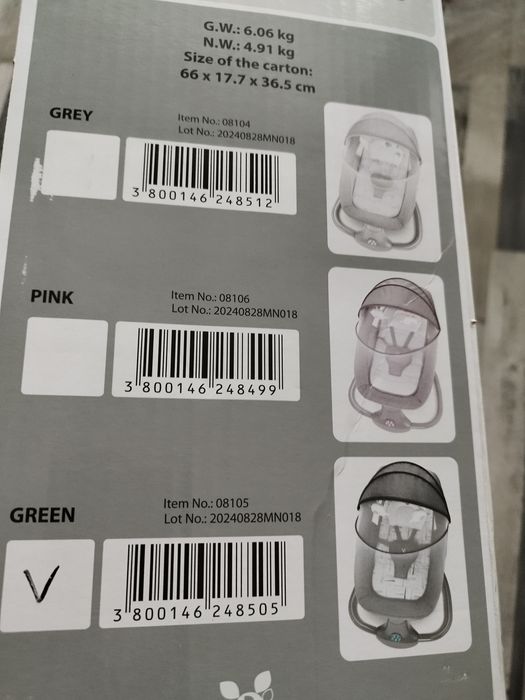 G.W.: 6.06 kg
N.W.: 4.91 kg
Size of the carton:
66 x 17.7 x 36.5 cm
GREY
Item No.: 08104
Lot No.: 20240828MN018
3 800146 248512
PINK
Item No.: 08106
Lot No.: 20240828MN018
3 800146 248499
GREEN
Item No.: 08105
Lot No.: 20240828MN018
V
3 800146 248505